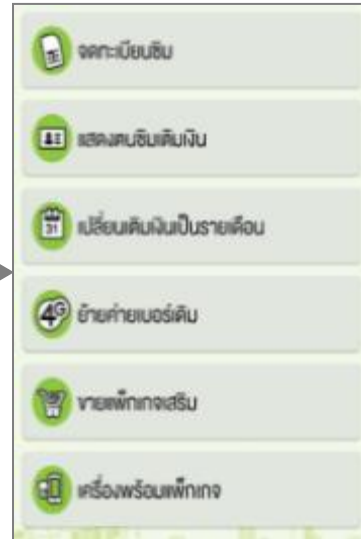 จดทะเบียนซิม
แสดงตนซิมเติมเงิน
31
เปลี่ยนเติมเงินเป็นรายเดือน
4G
ย้ายค่ายเบอร์เดิม
ขายแพ็กเกจเสริม
เครื่องพร้อมแพ็กเกจ